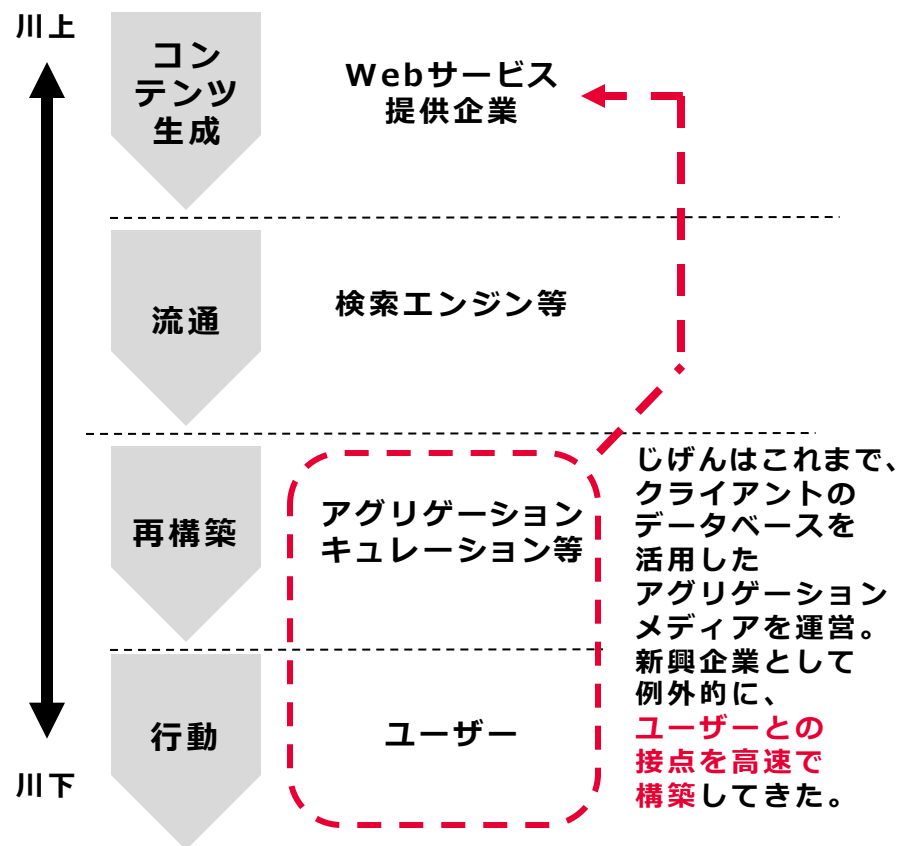 川上
コン
テンツ
生成
Webサービス
提供企業
流通
検索エンジン等
再構築
アグリゲーション
キュレーション等
じげんはこれまで、
クライアントの
データベースを
活用した
アグリゲーション
メディアを運営。
新興企業として
例外的に、
ユーザーとの
接点を高速で
構築してきた。
行動
ユーザー
川下